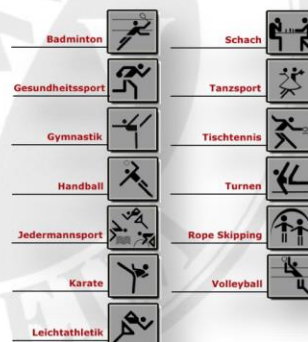 Badminton
Gesundheitssport
Gymnastik
Handball
Jedermannsport
Karate
Leichtathletik
Schach
Tanzsport
Tischtennis
Turnen
Rope Skipping
Volleyball